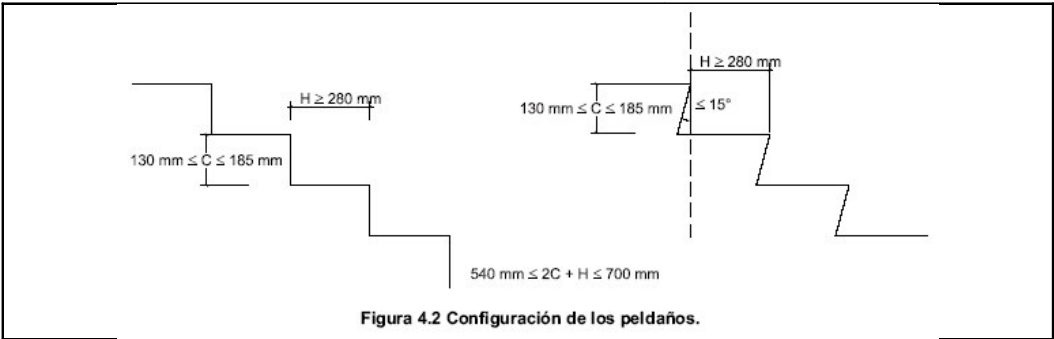 H ≥ 280 mm
130 mm ≤ C ≤ 185 mm
540 mm ≤ 2C + H ≤ 700 mm
H ≥ 280 mm
130 mm ≤ C ≤ 185 mm
≤ 15°
Figura 4.2 Configuración de los peldaños.